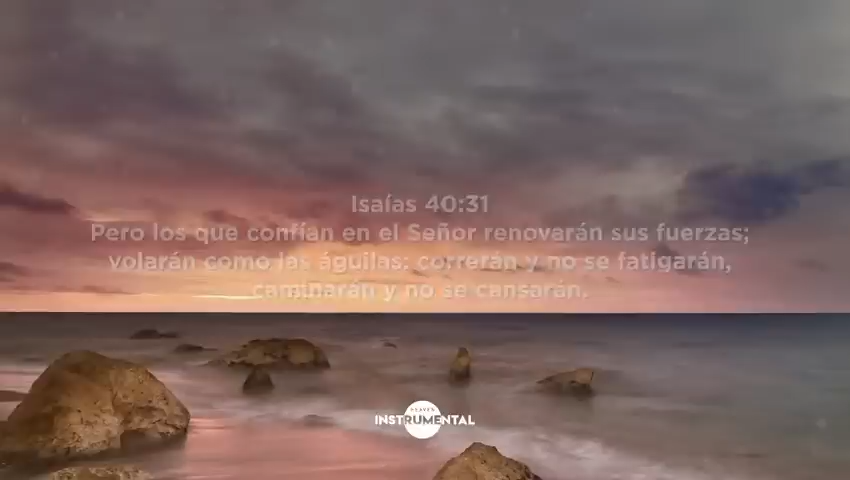 Isaías 40:31
Pero los que confían en el Señor renovarán sus fuerzas;
volarán como las águilas: correrán y no se fatigarán,
caminarán y no se cansarán.
INSTRUMENTAL